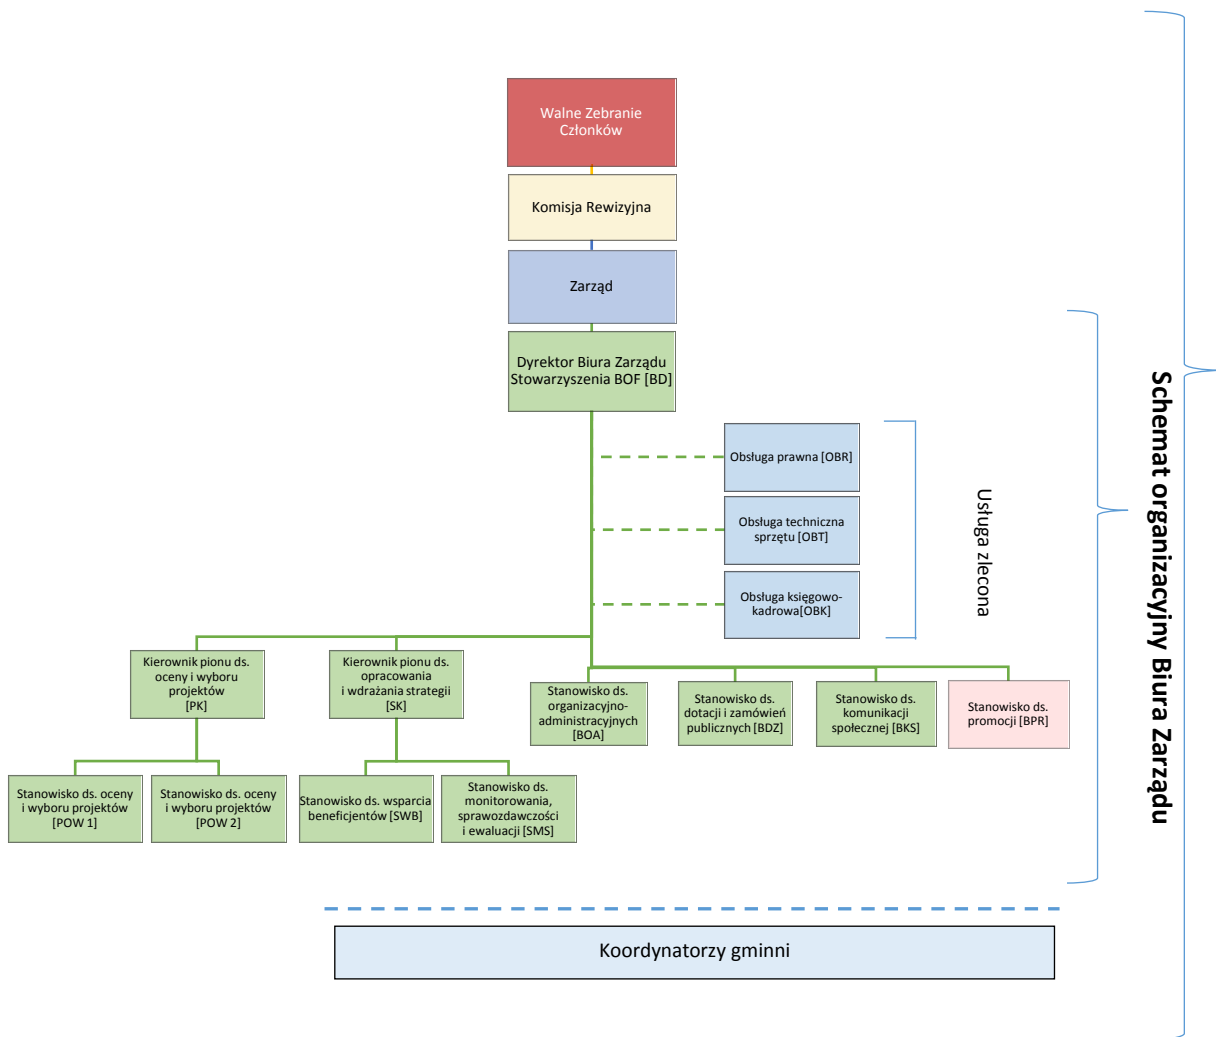 Walne Zebranie
Członków
Komisja Rewizyjna
Zarząd
Dyrektor Biura Zarządu
Stowarzyszenia BOF [BD]
Obsługa prawna [OBR]
Obsługa techniczna
sprzętu [OBT]
Obsługa księgowo-
kadrowa[OBK]
Usługa zlecona
Schemat organizacyjny Biura Zarządu
Kierownik pionu ds.
oceny i wyboru
projektów
[PK]
Kierownik pionu ds.
opracowania
i wdrażania strategii
[SK]
Stanowisko ds.
organizacyjno-
administracyjnych
[BOA]
Stanowisko ds.
dotacji i zamówień
publicznych [BDZ]
Stanowisko ds.
komunikacji
społecznej [BKS]
Stanowisko ds.
promocji [BPR]
Stanowisko ds. oceny
i wyboru projektów
[POW 1]
Stanowisko ds. oceny
i wyboru projektów
[POW 2]
Stanowisko ds. wsparcia
beneficjentów [SWB]
Stanowisko ds.
monitorowania,
sprawozdawczości
i ewaluacji [SMS]
Koordynatorzy gminni